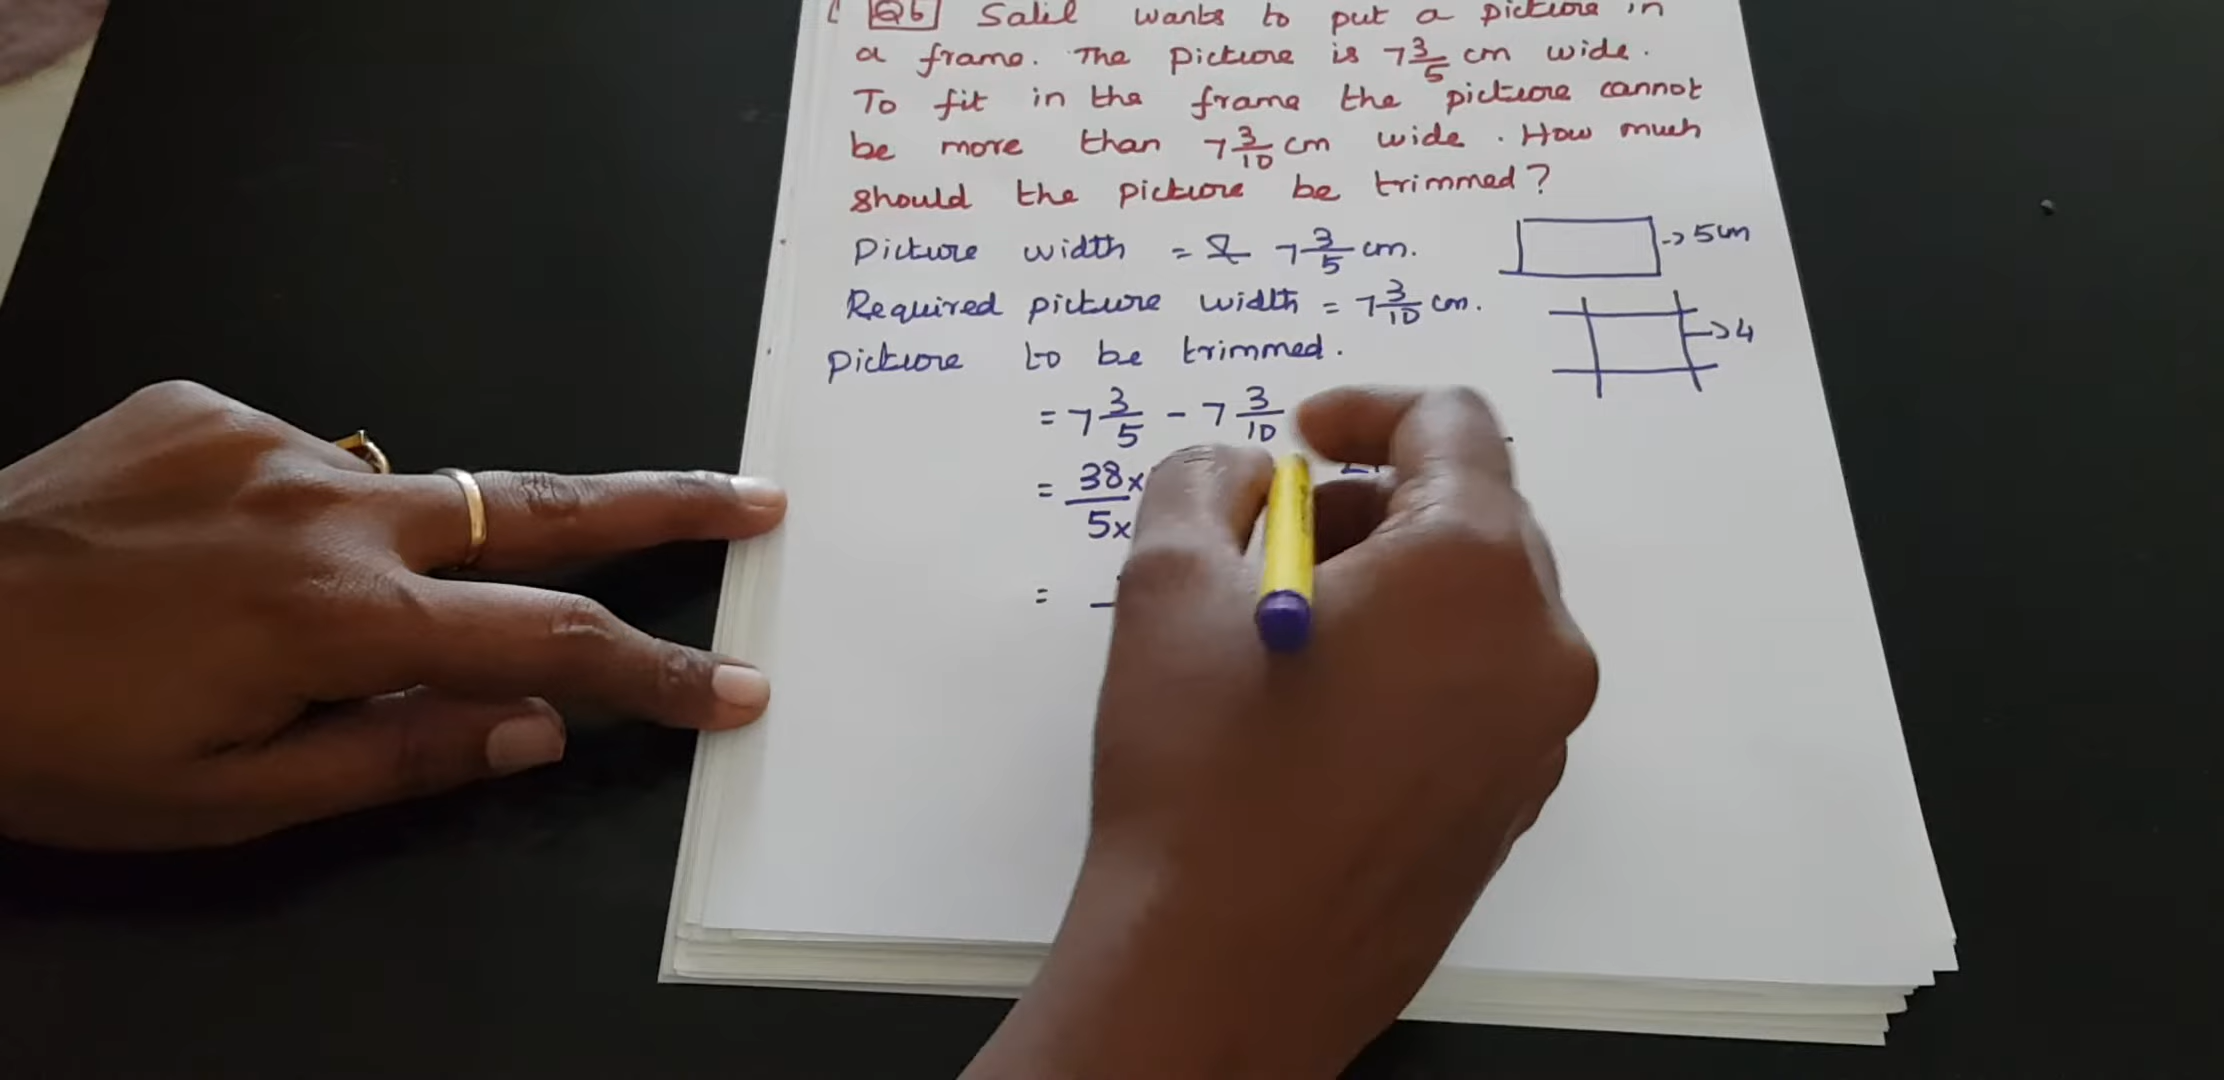 Q6 Salil wants to put a picture in
a frame. The picture is 7 3/5 cm wide.
To fit in the frame the picture cannot
be more than 7 3/10 cm wide. How much
should the picture be trimmed?
Picture width = 7 3/5 cm.
-> 5cm
Required picture width = 7 3/10 cm.
-> 4
Picture to be trimmed.
= 7 3/5 - 7 3/10
= 38x
5x
=